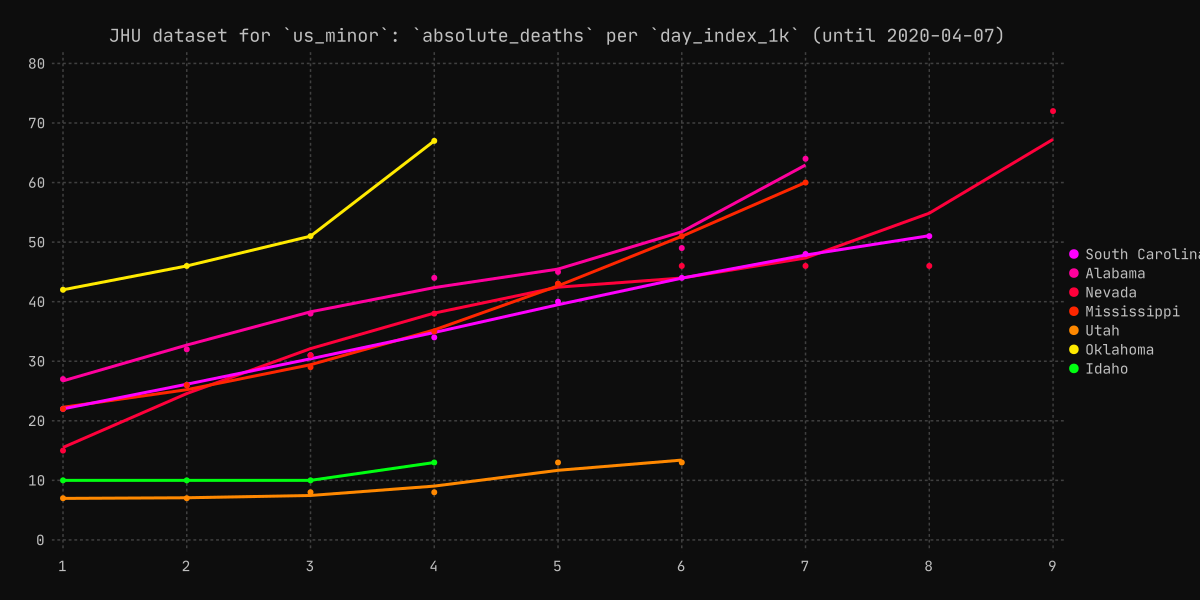 JHU dataset for `us_minor`: `absolute_deaths` per `day_index_1k` (until 2020-04-07)
80
70
60
50
40
30
20
10
0
1 2 3 4 5 6 7 8 9
South Carolina
Alabama
Nevada
Mississippi
Utah
Oklahoma
Idaho